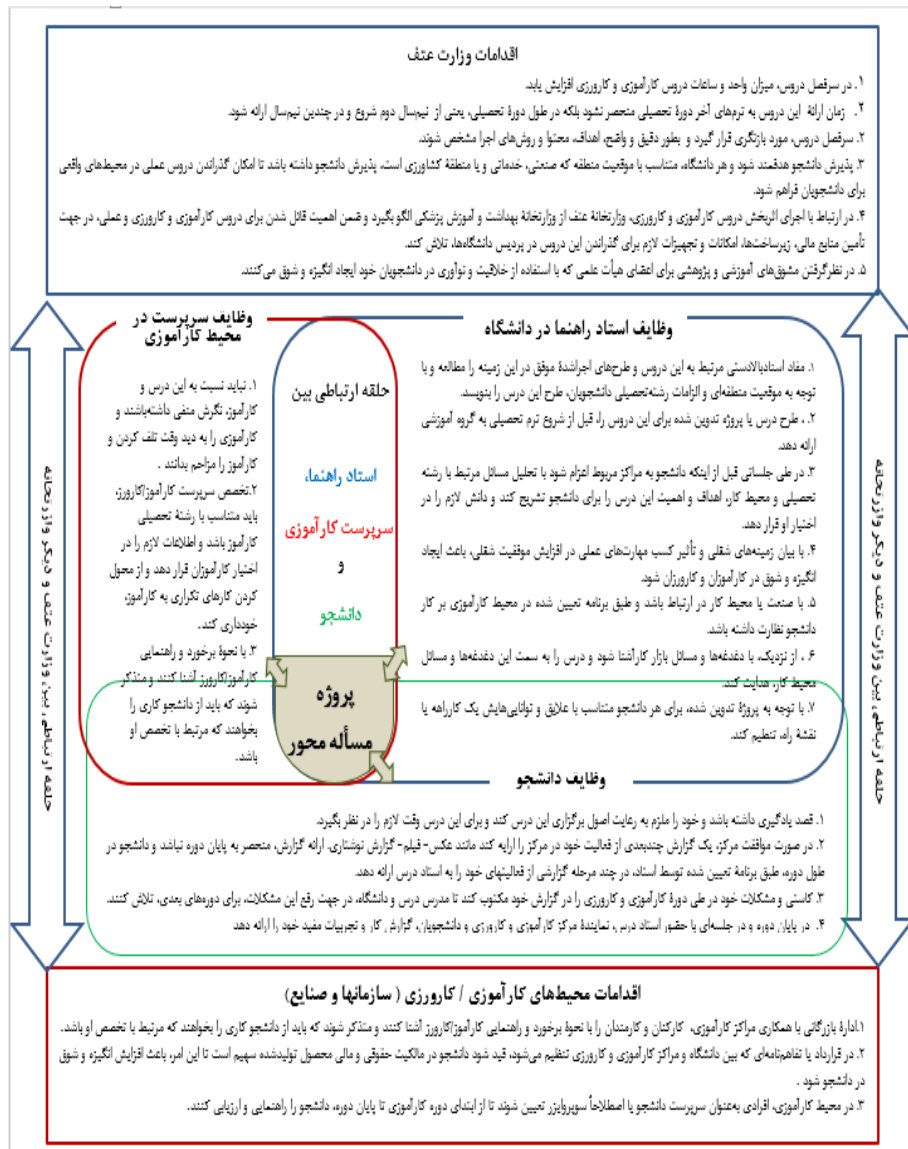 اقدامات وزارت عتف
۱. در سرفصل دروس، میزان واحد و ساعات دروس کارآموزی و کارورزی افزایش یابد.
۲. زمان ارائة این دروس به ترم‌های آخر دورة تحصیلی منحصر نشود بلکه در طول دورة تحصیلی، یعنی از نیم‌سال دوم شروع و در چندین نیم‌سال ارائه شود.
۲. سرفصل دروس، مورد بازنگری قرار گیرد و بطور دقیق و واضح، اهداف، محتوا و روش‌های اجرا مشخص شوند.
۳. پذیرش دانشجو هدفمند شود و هر دانشگاه، متناسب با موقعیت منطقه که صنعتی، خدماتی و یا منطقة کشاورزی است، پذیرش دانشجو داشته باشد تا امکان گذراندن دروس عملی در محیط‌های واقعی
برای دانشجویان فراهم شود.
۴. در ارتباط با اجرای اثربخش دروس کارآموزی و کارورزی، وزارتخانة عتف از وزارتخانة بهداشت و آموزش پزشکی الگو بگیرد و ضمن اهمیت قائل شدن برای دروس کارآموزی و کارورزی و عملی، در جهت
تأمین منابع مالی، زیرساخت‌ها، امکانات و تجهیزات لازم برای گذراندن این دروس در پردیس دانشگاه‌ها، تلاش کند.
۵. در نظرگرفتن مشوق‌های آموزشی و پژوهشی برای اعضای هیأت علمی که با استفاده از خلاقیت و نوآوری در دانشجویان خود ایجاد انگیزه و شوق می‌کنند.
حلقه ارتباطی بین وزارت عتف و دیگر وزارتخانه
وظایف استاد راهنما در دانشگاه
۱. مفاد اسنادبالادستی مرتبط به این دروس و طرح‌های اجراشدة موفق در این زمینه را مطالعه و با
توجه به موقعیت منطقه‌ای و الزامات رشته‌تحصیلی دانشجویان، طرح این درس را بنویسد.
۲. ، طرح درس یا پروژه تدوین شده برای این دروس را، قبل از شروع ترم تحصیلی به گروه آموزشی
ارائه دهد.
۳. در طی جلساتی قبل از اینکه دانشجو به مراکز مربوط اعزام شود با تحلیل مسائل مرتبط با رشته
تحصیلی و محیط کار، اهداف و اهمیت این درس را برای دانشجو تشریح کند و دانش لازم را در
اختیار او قرار دهد.
۴. با بیان زمینه‌های شغلی و تأثیر کسب مهارت‌های عملی در افزایش موفقیت شغلی، باعث ایجاد
انگیزه و شوق در کارآموزان و کارورزان شود.
۵. با صنعت یا محیط کار در ارتباط باشد و طبق برنامه تعیین شده در محیط کارآموزی بر کار
دانشجو نظارت داشته باشد.
۶. ، از نزدیک، با دغدغه‌ها و مسائل بازار کارآشنا شود و درس را به سمت این دغدغه‌ها و مسائل
محیط کار، هدایت کند.
۷. با توجه به پروژة تدوین شده، برای هر دانشجو متناسب با علایق و توانایی‌هایش یک کارراهه یا
نقشة راه، تنظیم کند.
حلقه ارتباطی بین
استاد راهنما،
سرپرست کارآموزی
و
دانشجو
پروژه
مسأله محور
وظایف سرپرست در
محیط کارآموزی
۱. نباید نسبت به این درس و
کارآموز، نگرش منفی داشته‌باشند و
کارآموزی را به دید وقت تلف کردن و
کارآموز را مزاحم بدانند .
۲.تخصص سرپرست کارآموز/کارورز،
باید متناسب با رشتة تحصیلی
کارآموز باشد و اطلاعات لازم را در
اختیار کارآموزان قرار دهد و از محول
کردن کارهای تکراری به کارآموز،
خودداری کند.
۳. با نحوة برخورد و راهنمایی
کارآموز/کارورز آشنا کنند و متذکر
شوند که باید از دانشجو کاری را
بخواهند که مرتبط با تخصص او
باشد.
حلقه ارتباطی بین وزارت عتف و دیگر وازرتخانه
وظایف دانشجو
۱. قصد یادگیری داشته باشد و خود را ملزم به رعایت اصول برگزاری این درس کند و برای این درس وقت لازم را در نظر بگیرد.
۲. در صورت موافقت مرکز، یک گزارش چندبعدی از فعالیت خود در مرکز را ارایه کند مانند عکس- فیلم- گزارش نوشتاری. ارائه گزارش، منحصر به پایان دوره نباشد و دانشجو در
طول دوره، طبق برنامة تعیین شده توسط استاد، در چند مرحله گزارشی از فعالیتهای خود را به استاد درس ارائه دهد.
۳. کاستی و مشکلات خود در طی دورة کارآموزی و کارورزی را در گزارش خود مکتوب کند تا مدرس درس و دانشگاه، در جهت رفع این مشکلات، برای دوره‌های بعدی، تلاش کنند.
۴. در پایان دوره و در جلسه‌ای با حضور استاد درس، نمایندة مرکز کارآموزی و کارورزی و دانشجویان، گزارش کار و تجربیات مفید خود را ارائه دهد
اقدامات محیط‌های کارآموزی / کارورزی ( سازمانها و صنایع)
۱.ادارة بازرگانی با همکاری مراکز کارآموزی، کارکنان و کارمندان را با نحوة برخورد و راهنمایی کارآموز/کارورز آشنا کنند و متذکر شوند که باید از دانشجو کاری را بخواهند که مرتبط با تخصص او باشد.
۲. در قرارداد یا تفاهم‌نامه‌ای که بین دانشگاه و مراکز کارآموزی و کارورزی تنظیم می‌شود، قید شود دانشجو در مالکیت حقوقی و مالی محصول تولیدشده سهیم است تا این امر، باعث افزایش انگیزه و شوق
در دانشجو شود .
۳. در محیط کارآموزی، افرادی به‌عنوان سرپرست دانشجو یا اصطلاحاً سوپروایزر تعیین شوند تا از ابتدای دوره کارآموزی تا پایان دوره، دانشجو را راهنمایی و ارزیابی کنند.